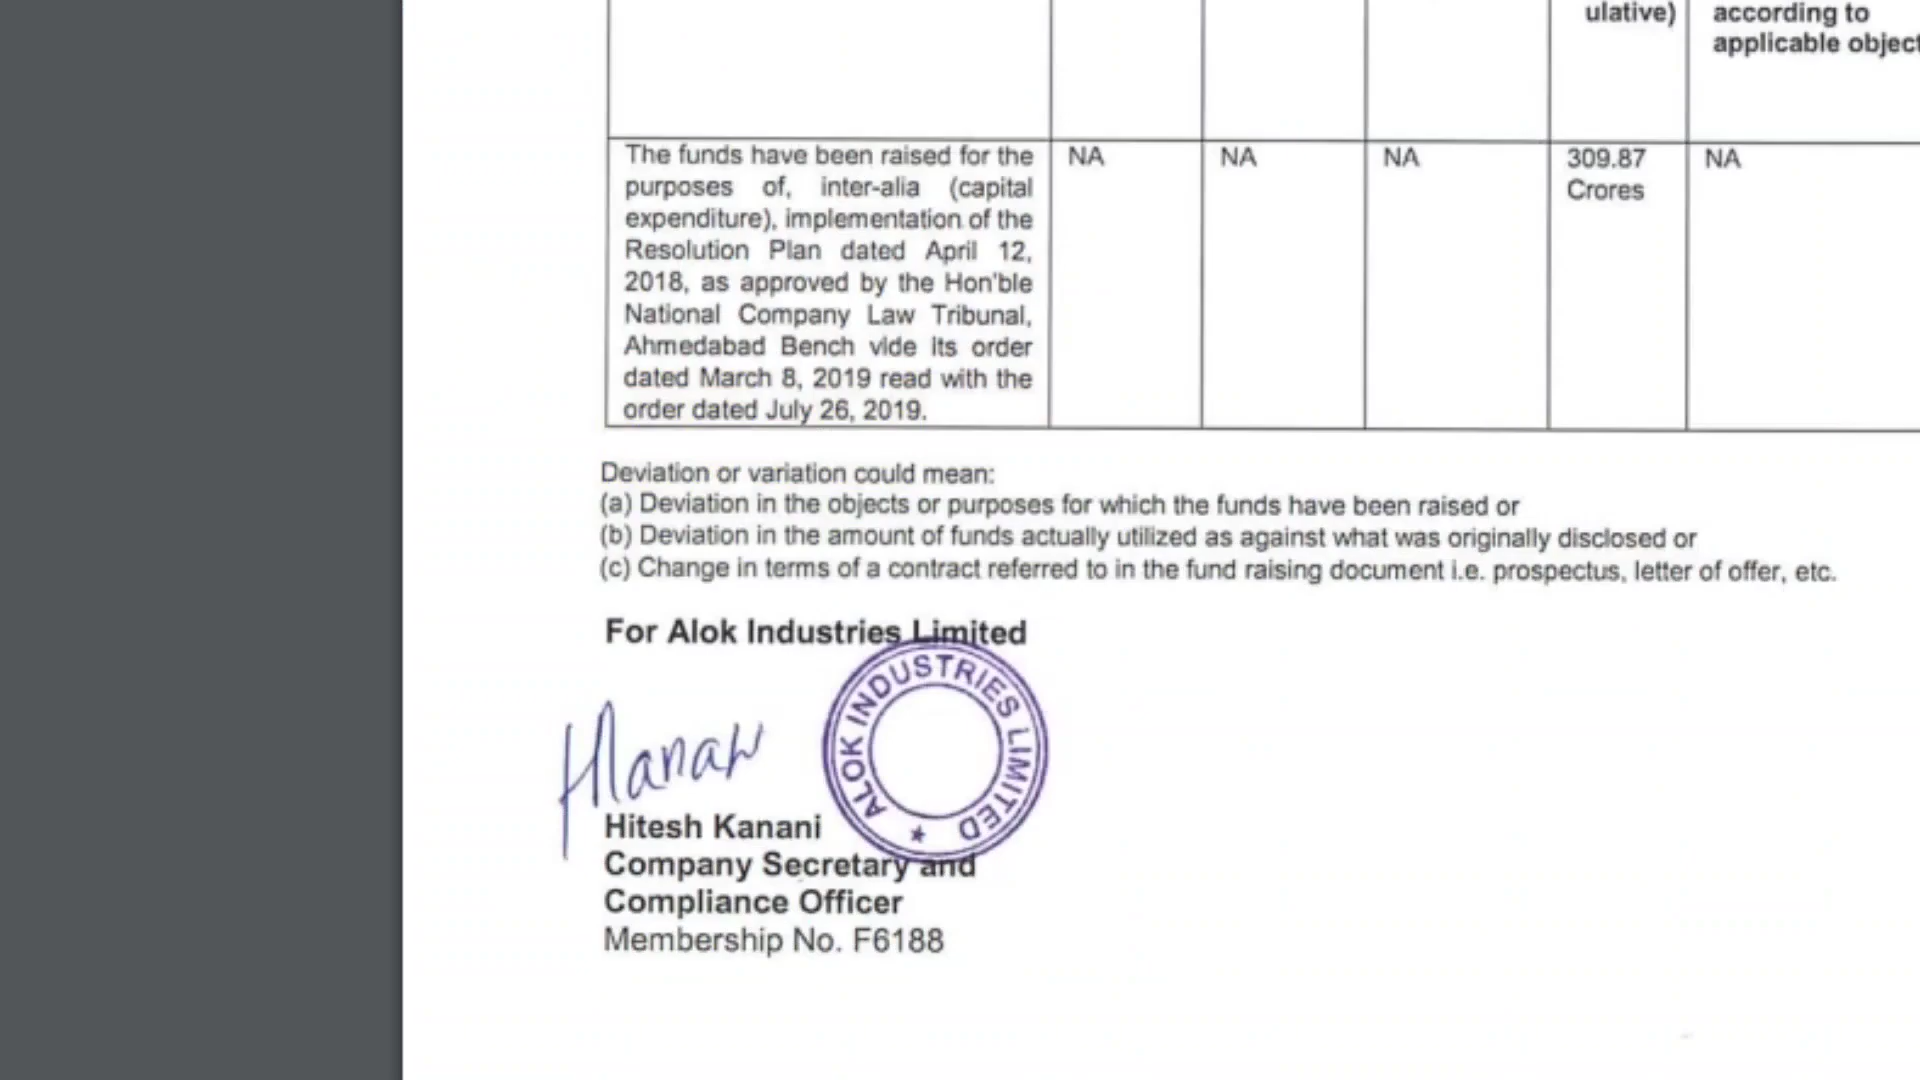 ulative)
according to
applicable object
The funds have been raised for the
purposes of, inter-alia (capital
expenditure), implementation of the
Resolution Plan dated April 12,
2018, as approved by the Hon'ble
National Company Law Tribunal,
Ahmedabad Bench vide its order
dated March 8, 2019 read with the
order dated July 26, 2019.
NA
NA
NA
309.87
Crores
NA
Deviation or variation could mean:
(a) Deviation in the objects or purposes for which the funds have been raised or
(b) Deviation in the amount of funds actually utilized as against what was originally disclosed or
(c) Change in terms of a contract referred to in the fund raising document i.e. prospectus, letter of offer, etc.
For Alok Industries Limited
ALOK INDUSTRIES LIMITED
Hitesh Kanani
Company Secretary and
Compliance Officer
Membership No. F6188